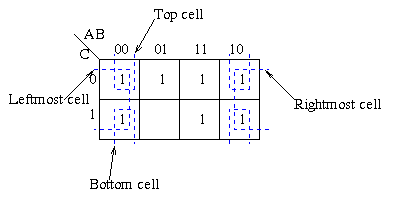 Top cell
AB
C
00 01 11 10
0 1 1 1 1
Leftmost cell
Rightmost cell
1 1 1 1
Bottom cell